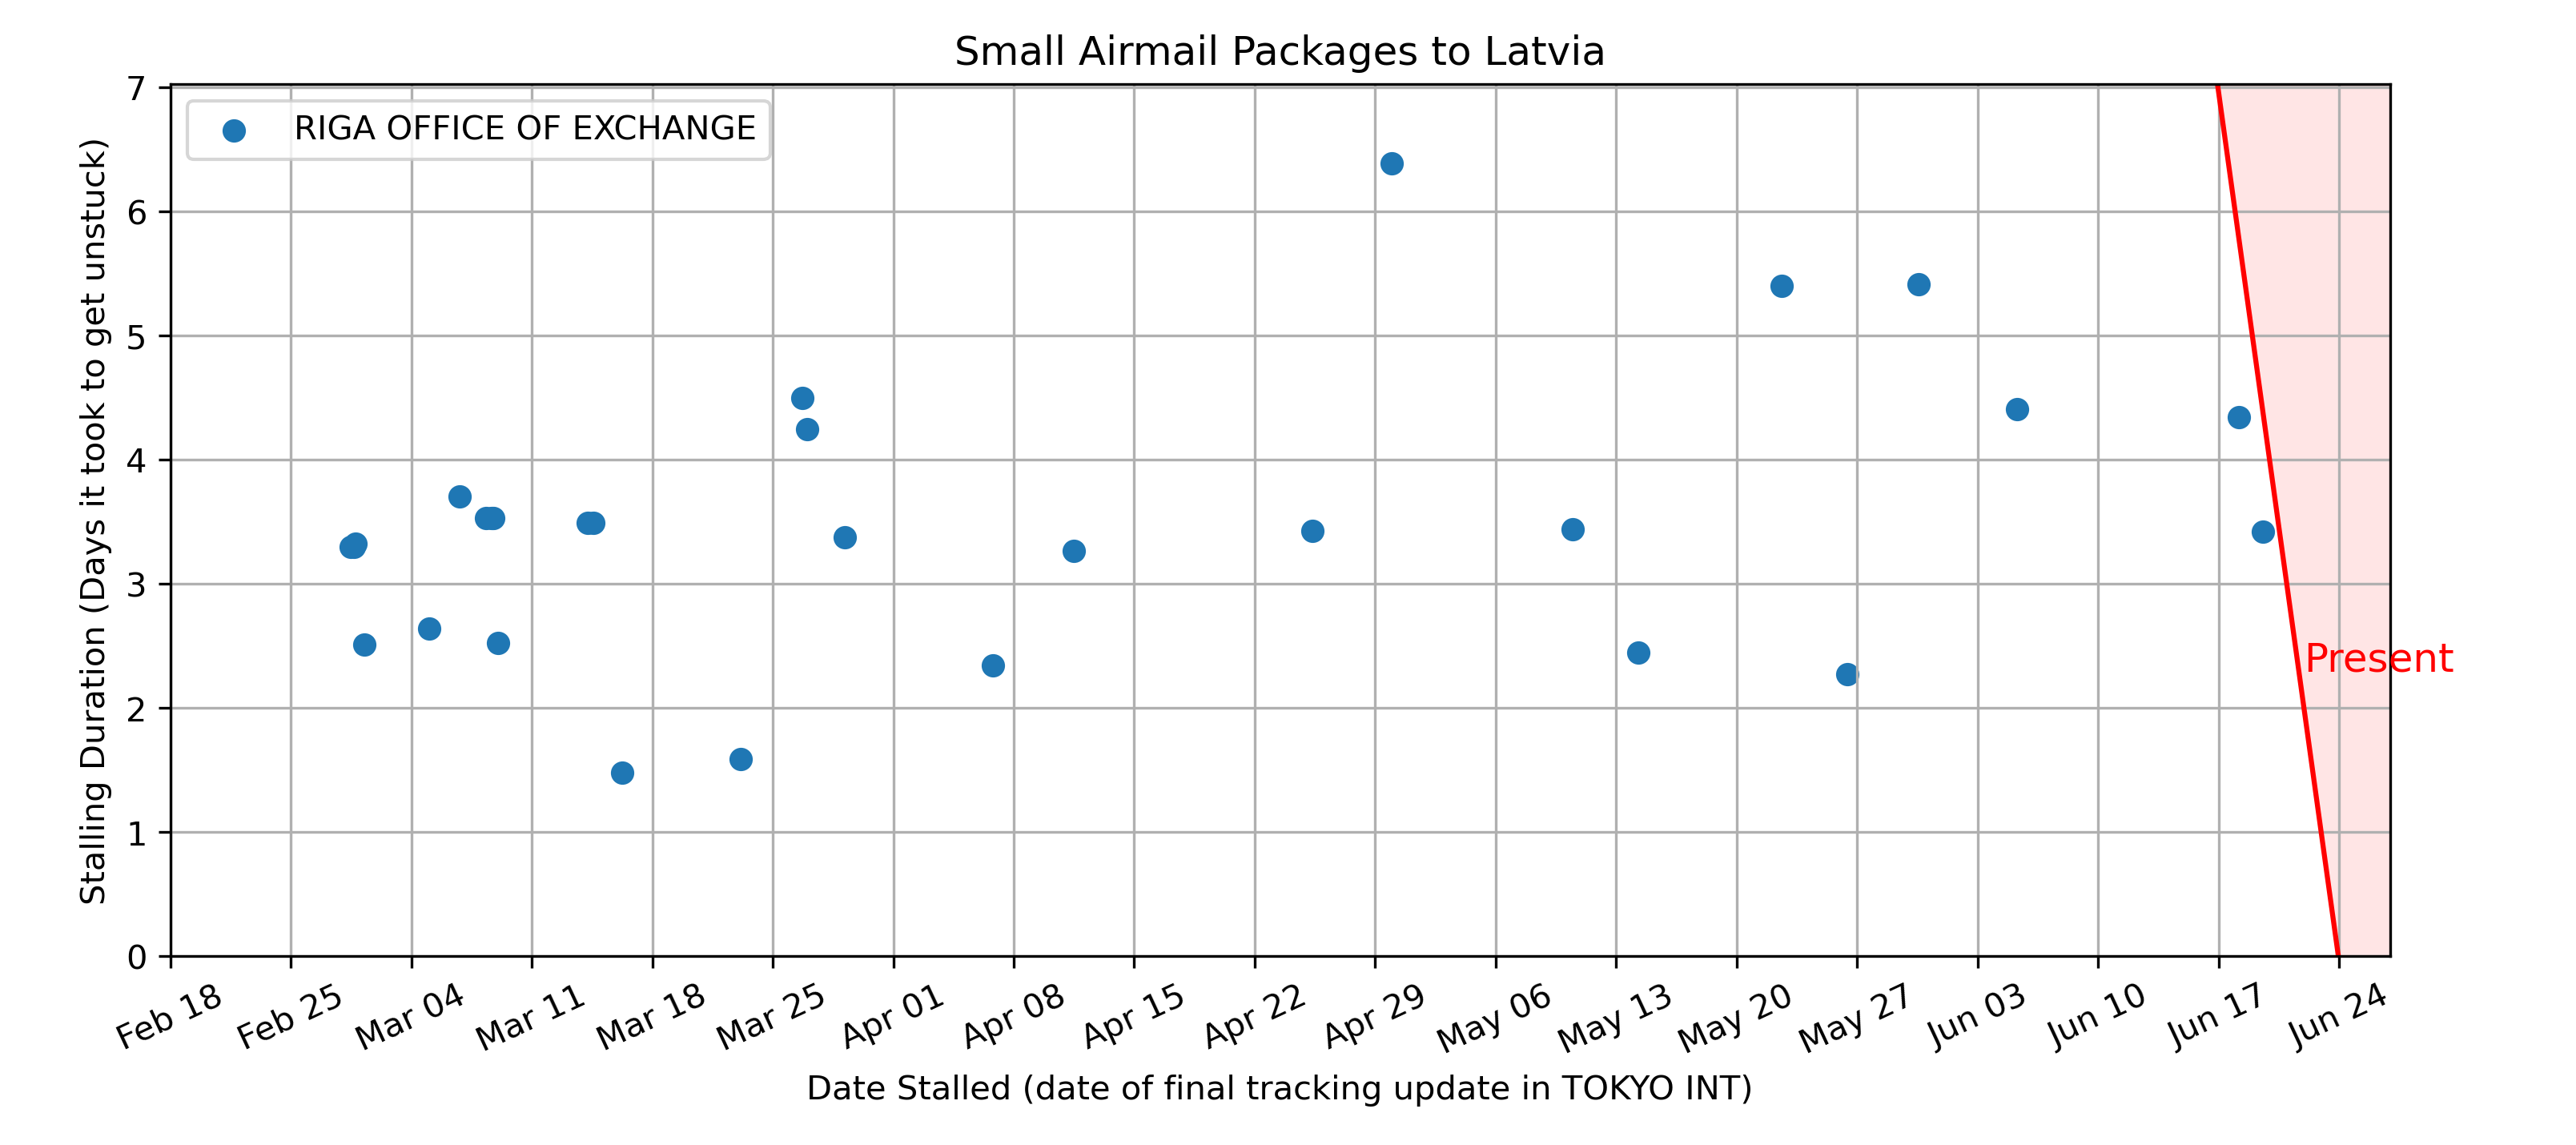 Small Airmail Packages to Latvia
RIGA OFFICE OF EXCHANGE
Stalling Duration (Days it took to get unstuck)
7
6
5
4
3
2
1
0
Present
Feb 18
Feb 25
Mar 04
Mar 11
Mar 18
Mar 25
Apr 01
Apr 08
Apr 15
Apr 22
Apr 29
May 06
May 13
May 20
May 27
Jun 03
Jun 10
Jun 17
Jun 24
Date Stalled (date of final tracking update in TOKYO INT)